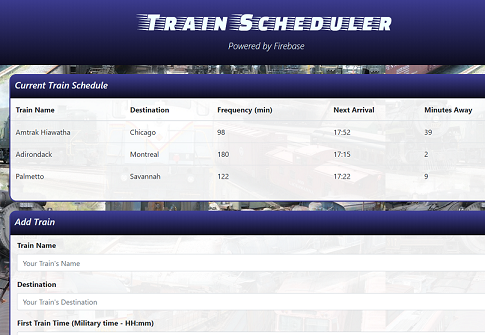 Train Scheduler
Powered by Firebase
Current Train Schedule
Train Name Destination Frequency (min) Next Arrival Minutes Away
Amtrak Hiawatha Chicago 98 17:52 39
Adirondack Montreal 180 17:15 2
Palmetto Savannah 122 17:22 9
Add Train
Train Name
Your Train's Name
Destination
Your Train's Destination
First Train Time (Military time - HH:mm)